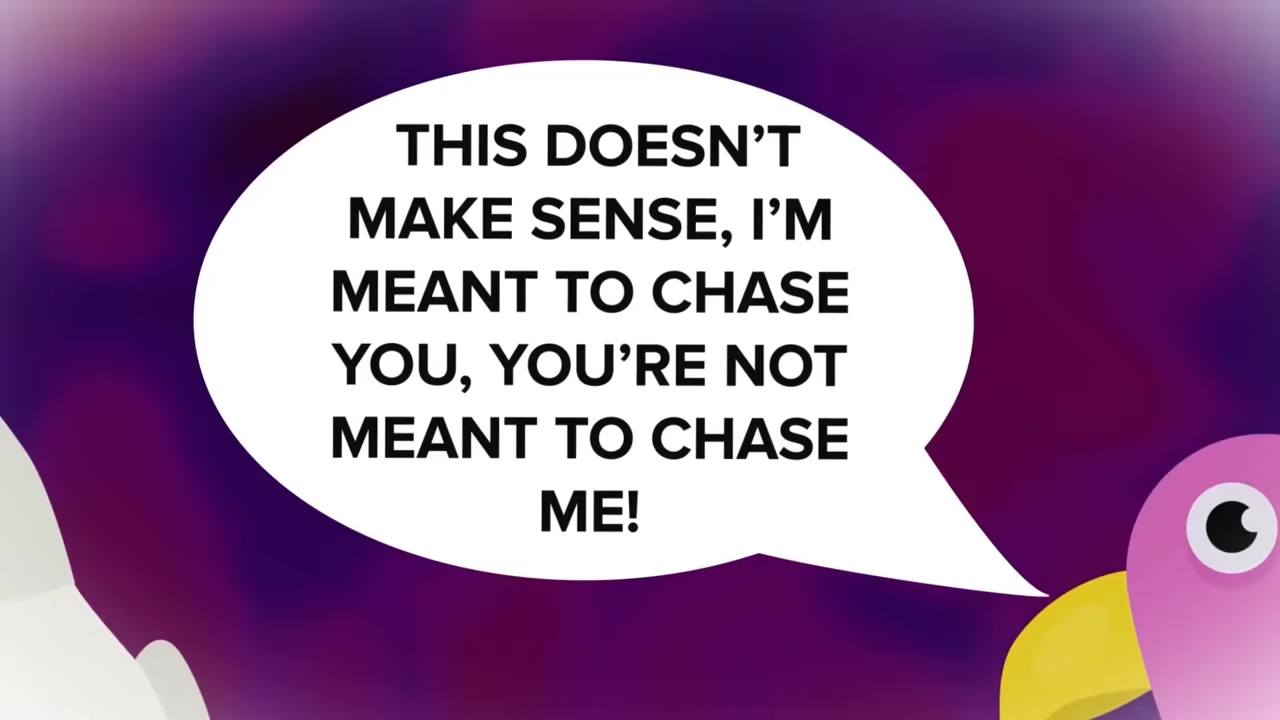 THIS DOESN’T
MAKE SENSE, I’M
MEANT TO CHASE
YOU, YOU’RE NOT
MEANT TO CHASE
ME!